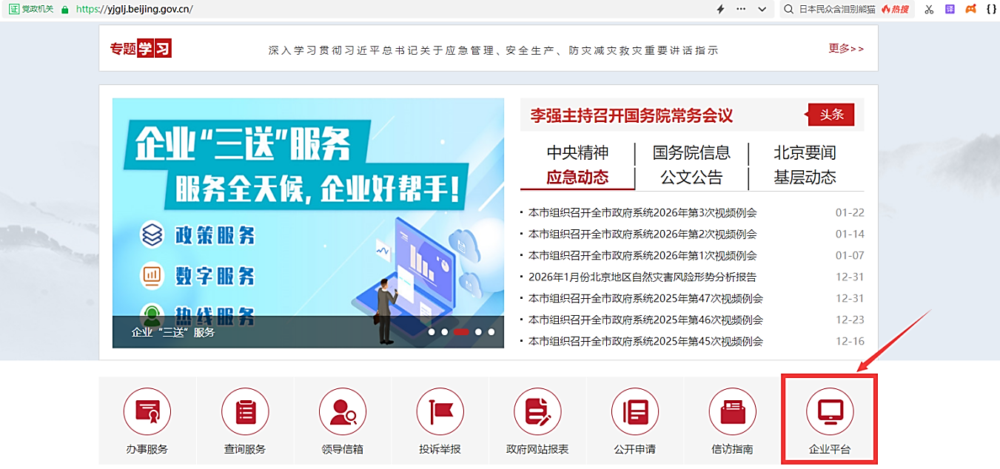 证 党政机关 https://yjglj.beijing.gov.cn/ 日本民众含泪别熊猫 热搜 译
专题学习 深入学习贯彻习近平总书记关于应急管理、安全生产、防灾减灾救灾重要讲话指示 更多>>
企业“三送”服务
服务全天候, 企业好帮手!
政策服务
数字服务
热线服务
企业“三送”服务
李强主持召开国务院常务会议 头条
中央精神 国务院信息 北京要闻
应急动态 公文公告 基层动态
· 本市组织召开全市政府系统2026年第3次视频例会 01-22
· 本市组织召开全市政府系统2026年第2次视频例会 01-14
· 本市组织召开全市政府系统2026年第1次视频例会 01-07
· 2026年1月份北京地区自然灾害风险形势分析报告 12-31
· 本市组织召开全市政府系统2025年第47次视频例会 12-31
· 本市组织召开全市政府系统2025年第46次视频例会 12-23
· 本市组织召开全市政府系统2025年第45次视频例会 12-16
办事服务 查询服务 领导信箱 投诉举报 政府网站报表 公开申请 信访指南 企业平台